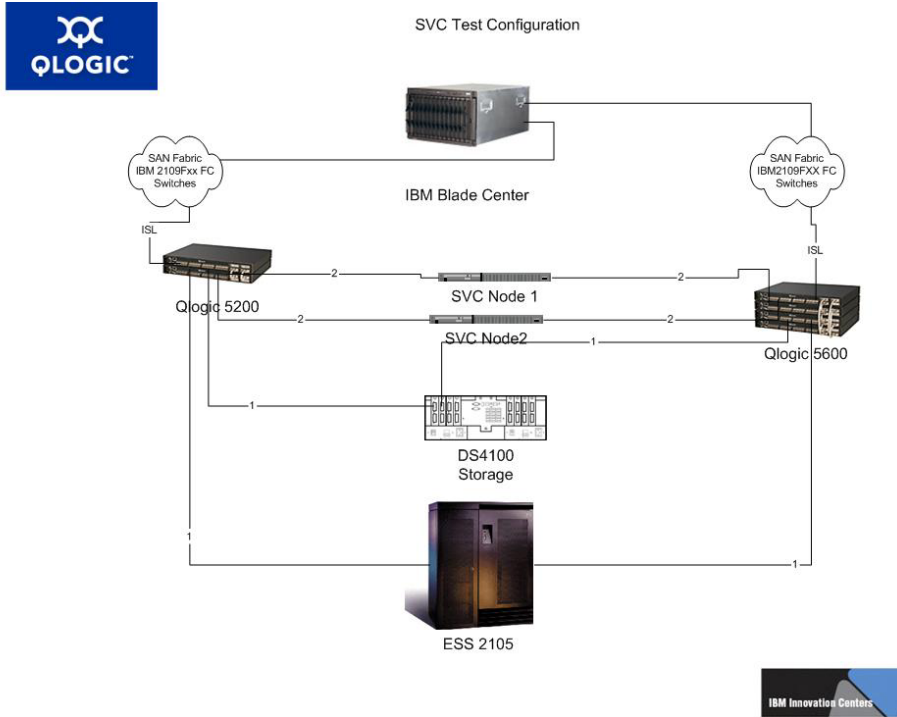 QLOGIC
SVC Test Configuration
SAN Fabric
IBM 2109Fxx FC
Switches
SAN Fabric
IBM2109FXX FC
Switches
IBM Blade Center
ISL
ISL
2
2
SVC Node 1
Qlogic 5200
2
2
SVC Node2
1
Qlogic 5600
1
DS4100
Storage
1
1
ESS 2105
IBM Innovation Centers